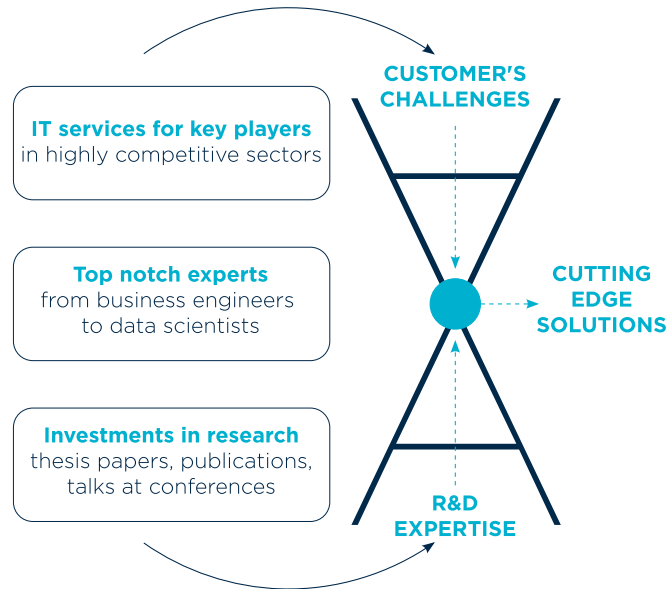 CUSTOMER'S
CHALLENGES
IT services for key players
in highly competitive sectors
Top notch experts
from business engineers
to data scientists
CUTTING
EDGE
SOLUTIONS
Investments in research
thesis papers, publications,
talks at conferences
R&D
EXPERTISE